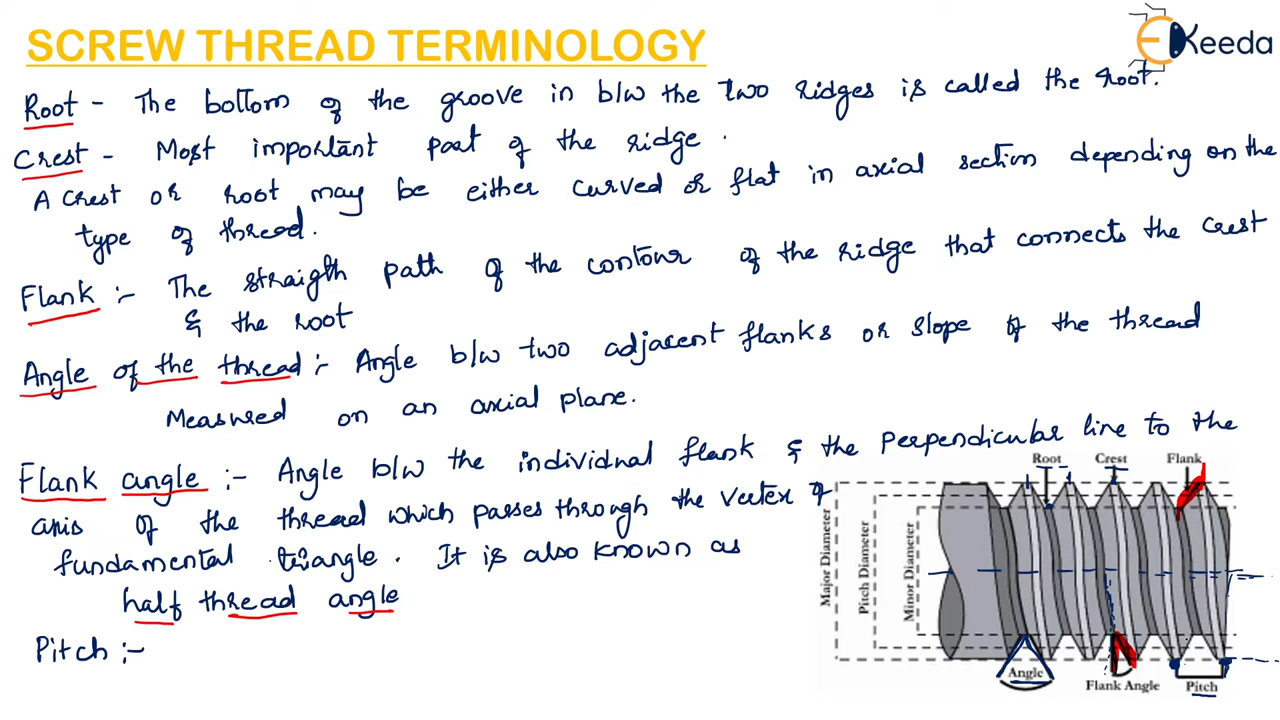 SCREW THREAD TERMINOLOGY
Keeda
Root - The bottom of the groove in b/w the two ridges is called the root.
Crest - Most important part of the ridge
A crest or root may be either curved or flat in axial section depending on the
type of thread.
Flank :- The straigth path of the contour of the ridge that connects the crest
& the root
Angle of the thread :- Angle b/w two adjacent flanks or slope of the thread
Measured on an axial plane.
Flank angle :- Angle b/w the individual flank & the perpendicular line to the
axis of the thread which passes through the vertex of
fundamental triangle. It is also known as
half thread angle
Pitch :-
Root Crest Flank
Major Diameter
Pitch Diameter
Minor Diameter
Angle
Flank Angle
Pitch